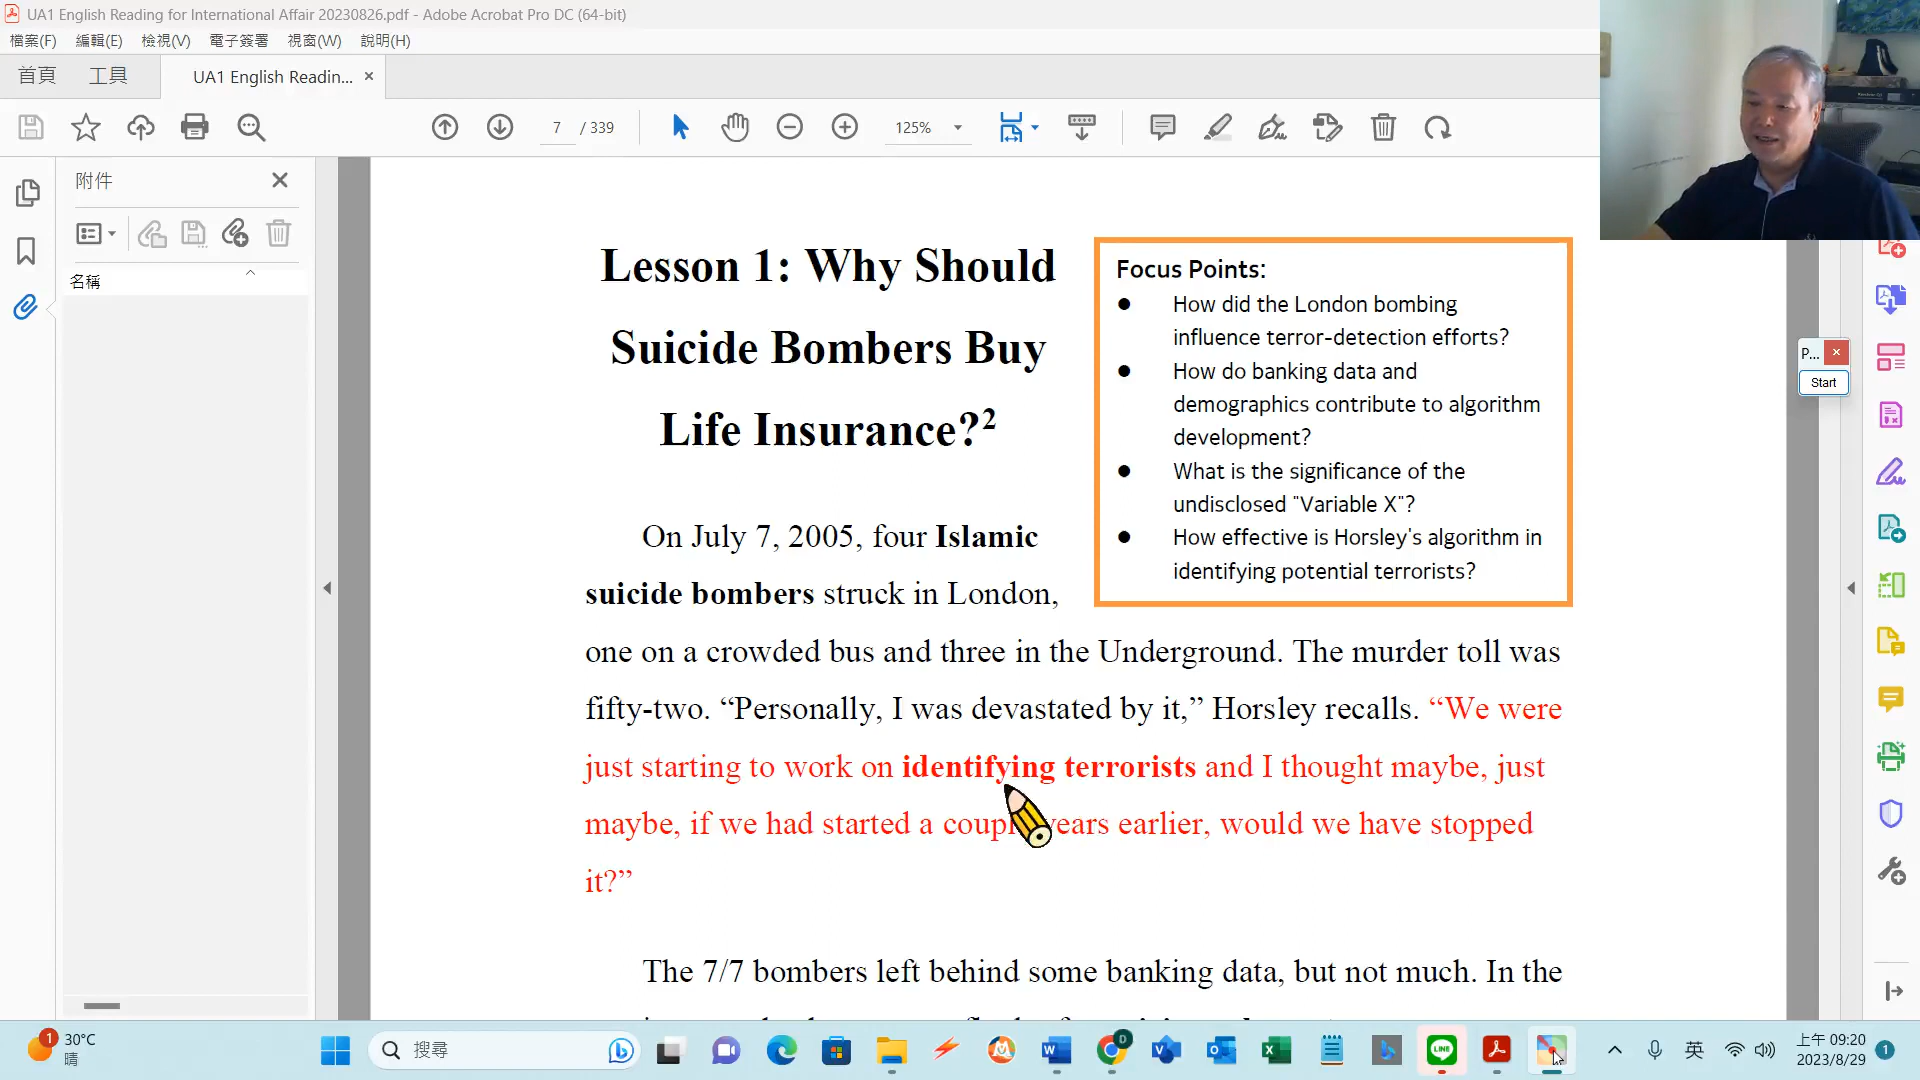 UA1 English Reading for International Affair 20230826.pdf - Adobe Acrobat Pro DC (64-bit)
檔案(F) 編輯(E) 檢視(V) 電子簽署 視窗(W) 說明(H)
首頁 工具 UA1 English Readin... ×
7 / 339 125%
附件
名稱
Lesson 1: Why Should
Suicide Bombers Buy
Life Insurance?²
Focus Points:
● How did the London bombing
influence terror-detection efforts?
● How do banking data and
demographics contribute to algorithm
development?
● What is the significance of the
undisclosed "Variable X"?
● How effective is Horsley's algorithm in
identifying potential terrorists?
P... ×
Start
On July 7, 2005, four Islamic
suicide bombers struck in London,
one on a crowded bus and three in the Underground. The murder toll was
fifty-two. “Personally, I was devastated by it,” Horsley recalls. “We were
just starting to work on identifying terrorists and I thought maybe, just
maybe, if we had started a couple years earlier, would we have stopped
it?”
The 7/7 bombers left behind some banking data, but not much. In the
1 30°C
晴
搜尋
英
上午 09:20
2023/8/29
1